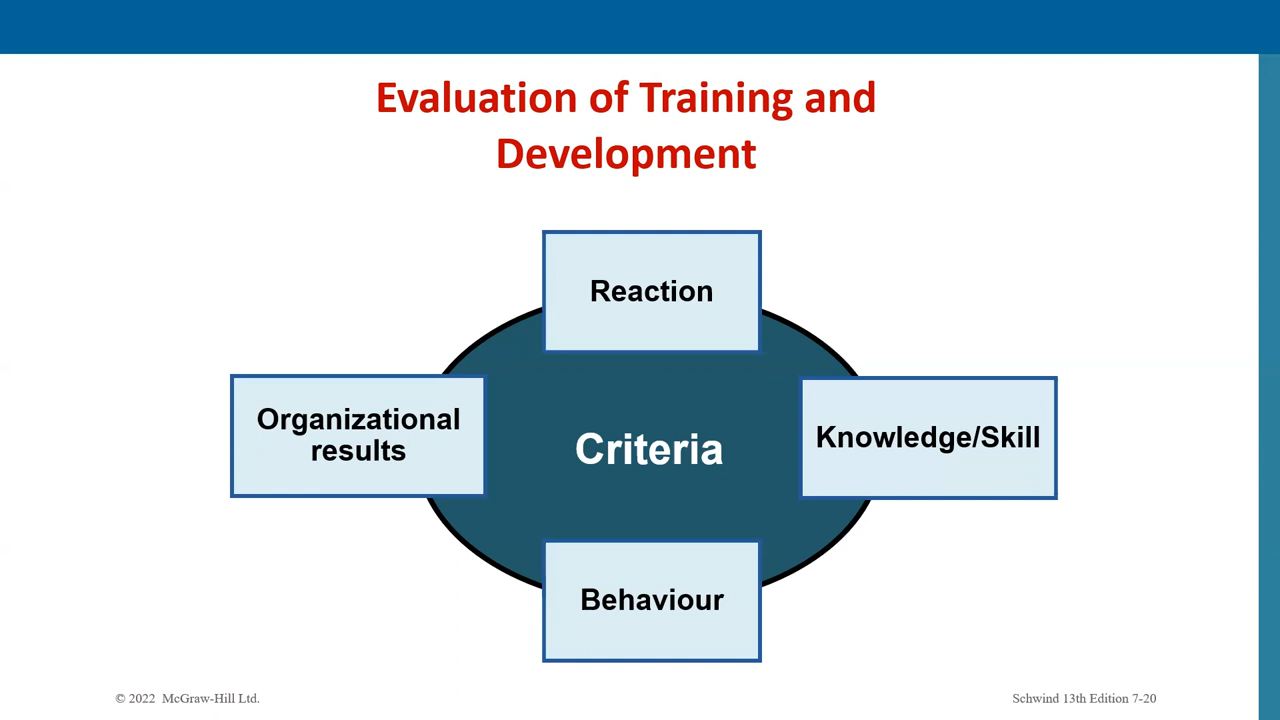 Evaluation of Training and
Development
Reaction
Organizational
results
Criteria
Knowledge/Skill
Behaviour
© 2022 McGraw-Hill Ltd.
Schwind 13th Edition 7-20